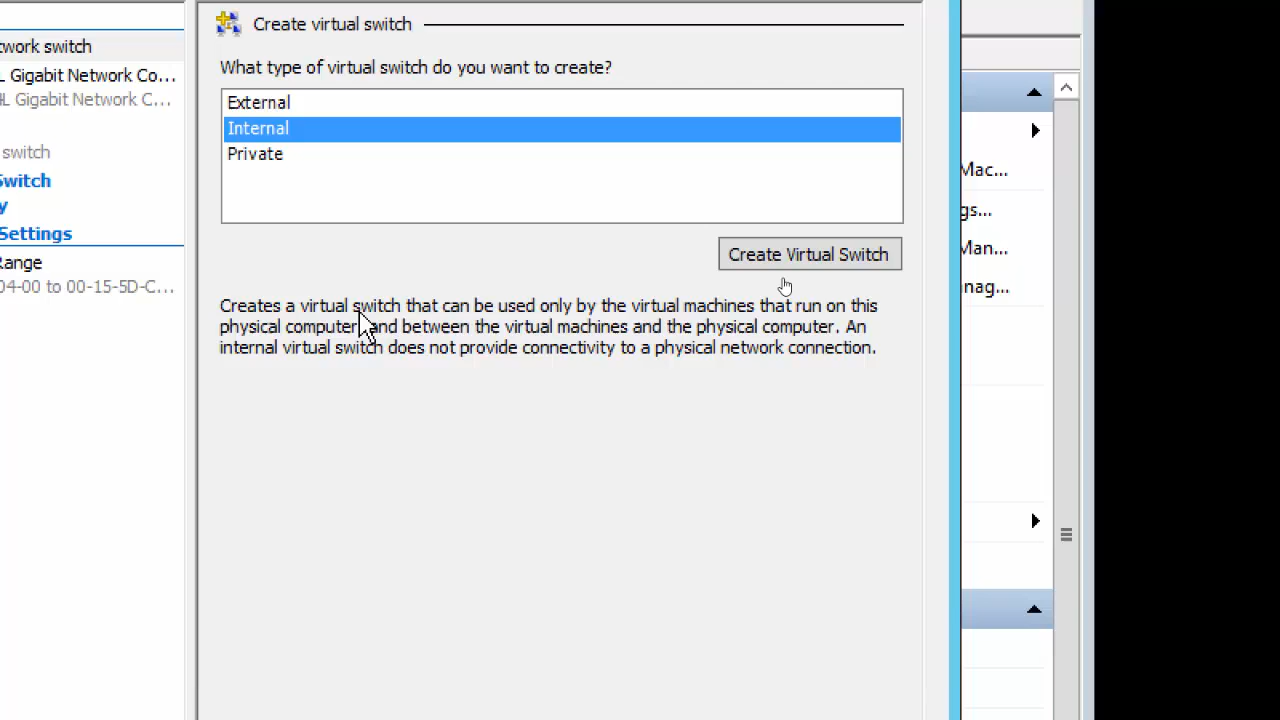 twork switch
L Gigabit Network Co...
HL Gigabit Network C...
switch
Switch
y
Settings
Range
04-00 to 00-15-5D-C...
Create virtual switch
What type of virtual switch do you want to create?
External
Internal
Private
Create Virtual Switch
Creates a virtual switch that can be used only by the virtual machines that run on this
physical computer, and between the virtual machines and the physical computer. An
internal virtual switch does not provide connectivity to a physical network connection.
Mac...
gs...
Man...
nag...